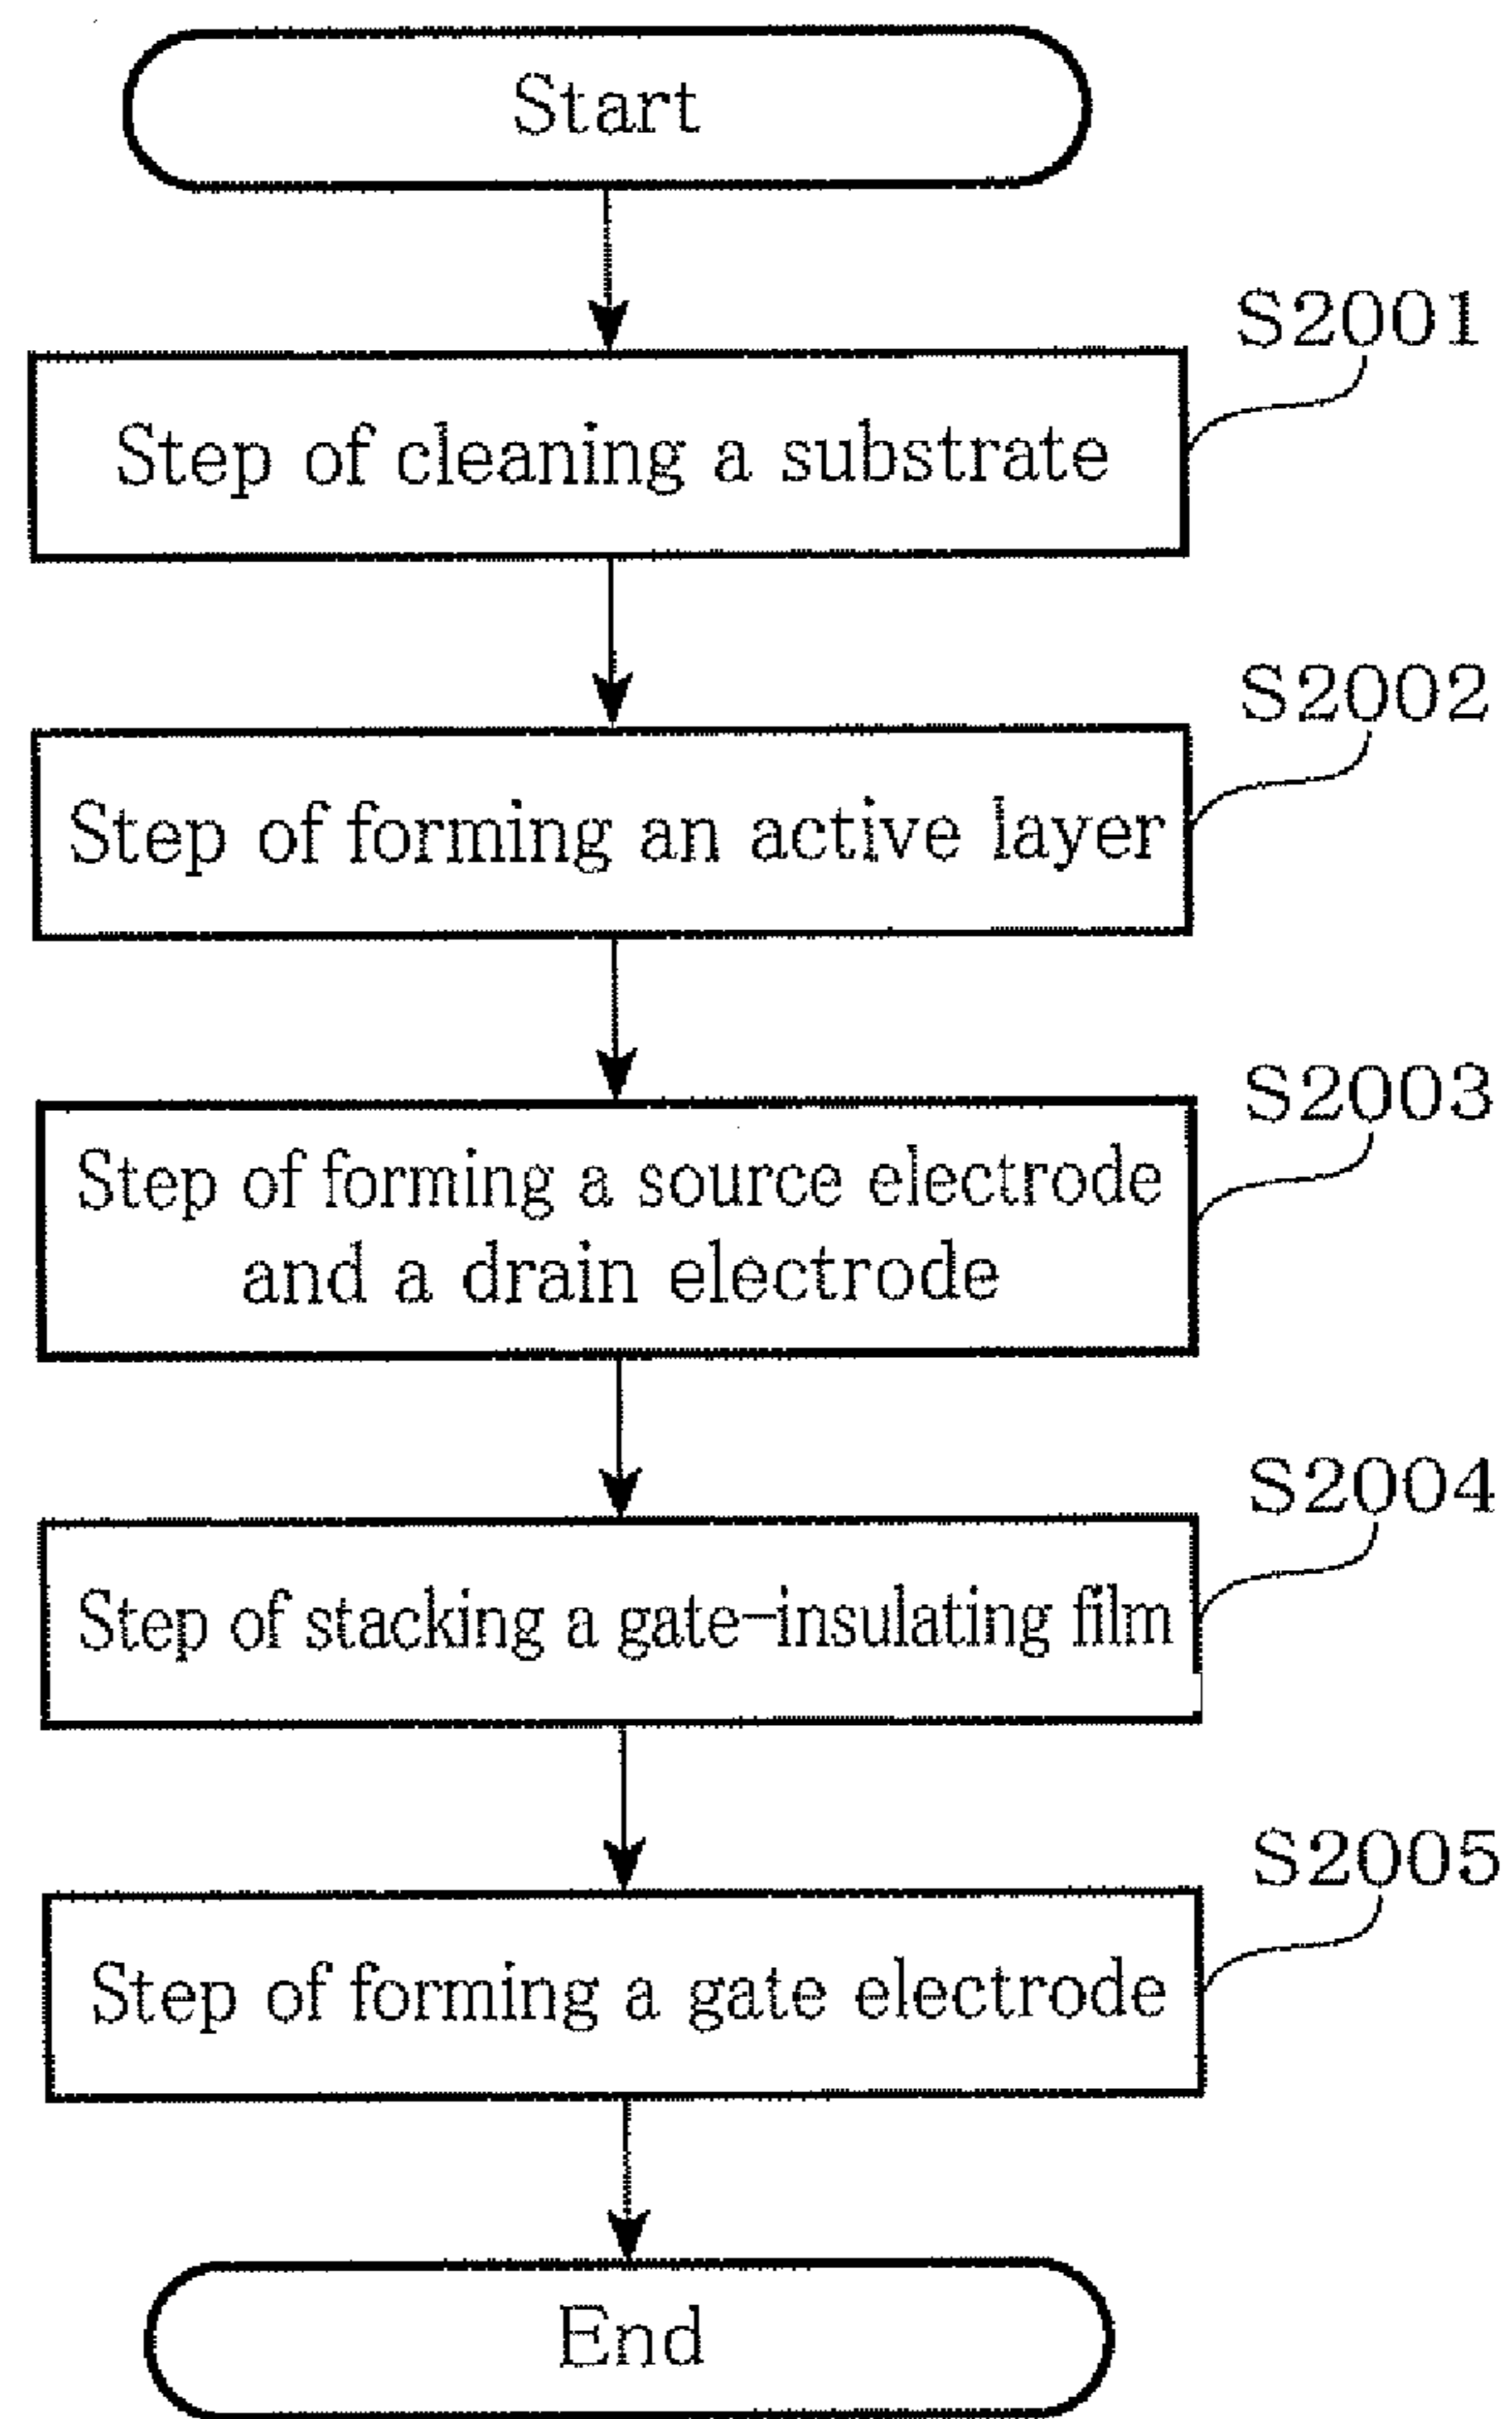 Start
S2001
Step of cleaning a substrate
S2002
Step of forming an active layer
S2003
Step of forming a source electrode
and a drain electrode
S2004
Step of stacking a gate-insulating film
S2005
Step of forming a gate electrode
End